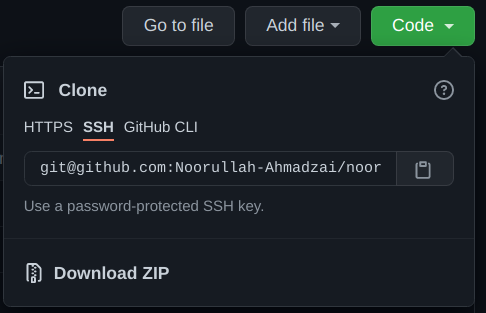 Go to file Add file Code
Clone
HTTPS SSH GitHub CLI
git@github.com:Noorullah-Ahmadzai/noor
Use a password-protected SSH key.
Download ZIP